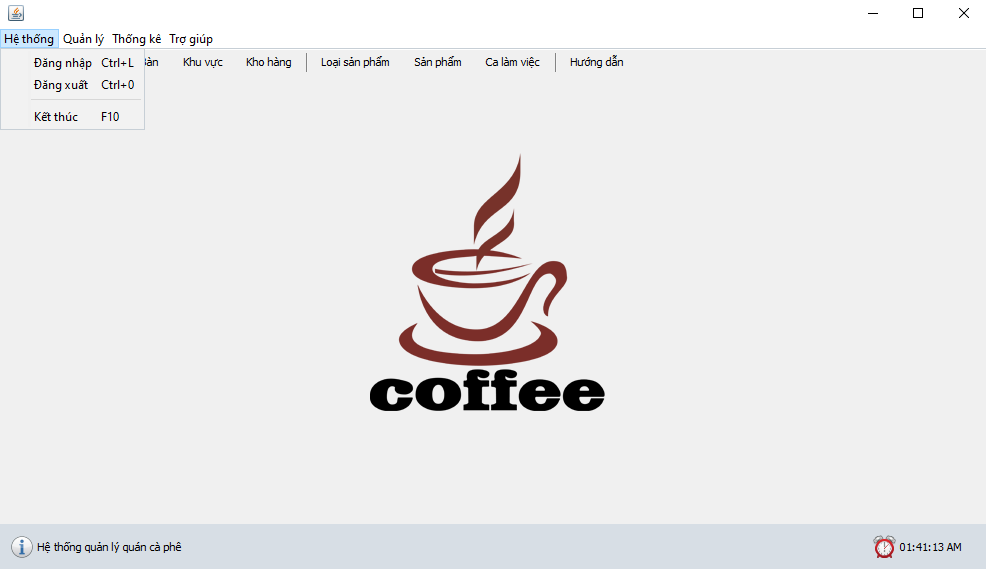 Hệ thống Quản lý Thống kê Trợ giúp
Đăng nhập Ctrl+L
Khu vực Kho hàng Loại sản phẩm Sản phẩm Ca làm việc Hướng dẫn
Đăng xuất Ctrl+0
Kết thúc F10
coffee
Hệ thống quản lý quán cà phê 01:41:13 AM